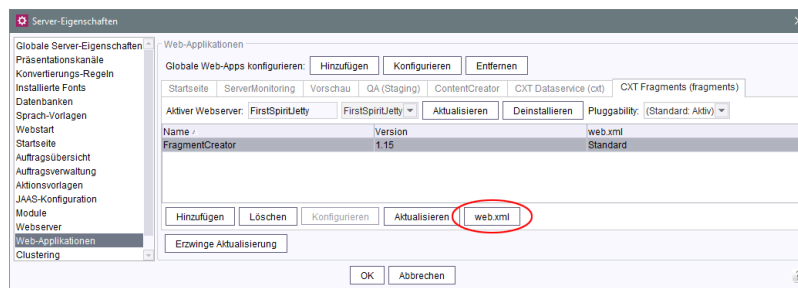 Server-Eigenschaften
Globale Server-Eigenschaften
Präsentationskanäle
Konvertierungs-Regeln
Installierte Fonts
Datenbanken
Sprach-Vorlagen
Webstart
Startseite
Auftragsübersicht
Auftragsverwaltung
Aktionsvorlagen
JAAS-Konfiguration
Module
Webserver
Web-Applikationen
Clustering
Web-Applikationen
Globale Web-Apps konfigurieren: Hinzufügen Konfigurieren Entfernen
Startseite ServerMonitoring Vorschau QA (Staging) ContentCreator CXT Dataservice (cxt) CXT Fragments (fragments)
Aktiver Webserver: FirstSpiritJetty FirstSpiritJetty Aktualisieren Deinstallieren Pluggability: (Standard: Aktiv)
Name Version web.xml
FragmentCreator 1.15 Standard
Hinzufügen Löschen Konfigurieren Aktualisieren web.xml
Erzwinge Aktualisierung
OK Abbrechen